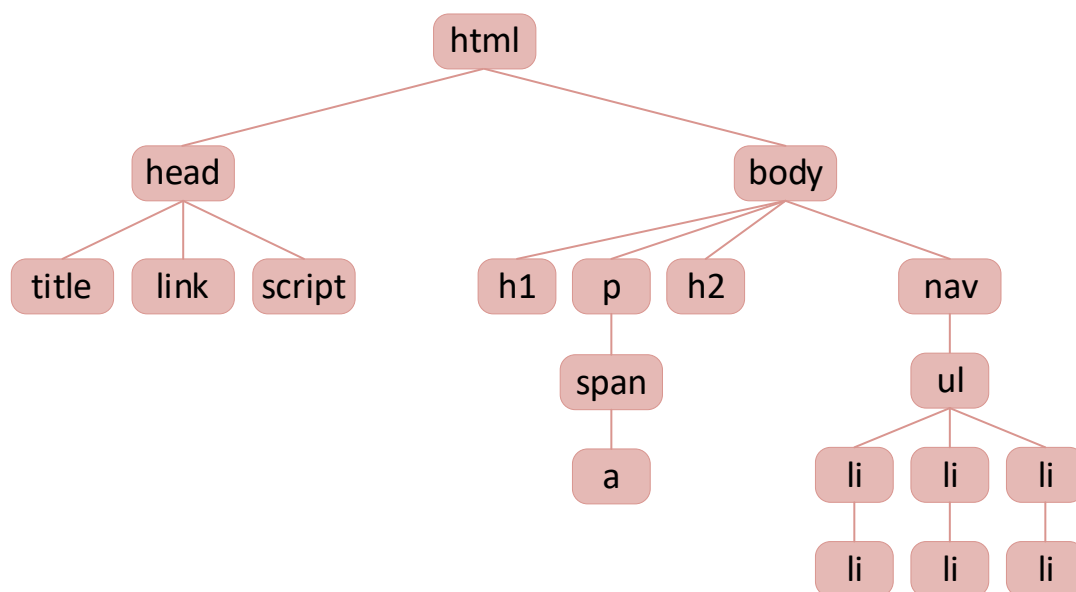 html
head
body
title
link
script
h1
p
h2
nav
span
ul
a
li
li
li
li
li
li